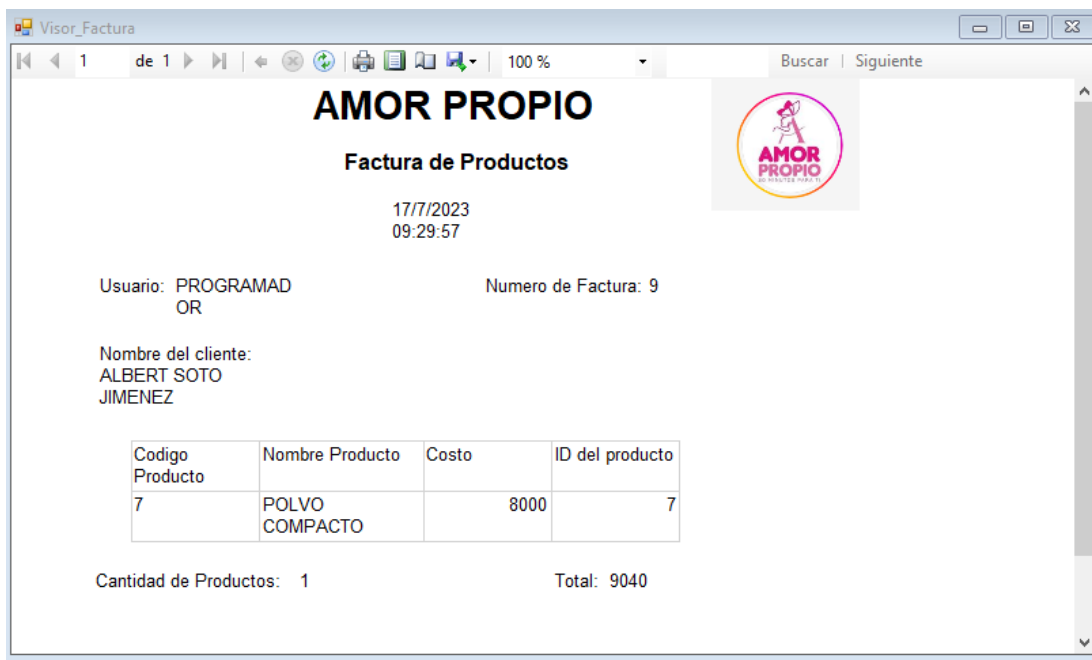 Visor_Factura
1 de 1 100 % Buscar | Siguiente
AMOR PROPIO
AMOR
PROPIO
Factura de Productos
17/7/2023
09:29:57
Usuario: PROGRAMAD
OR
Numero de Factura: 9
Nombre del cliente:
ALBERT SOTO
JIMENEZ
Codigo
Producto
Nombre Producto
Costo
ID del producto
7
POLVO
COMPACTO
8000
7
Cantidad de Productos: 1
Total: 9040